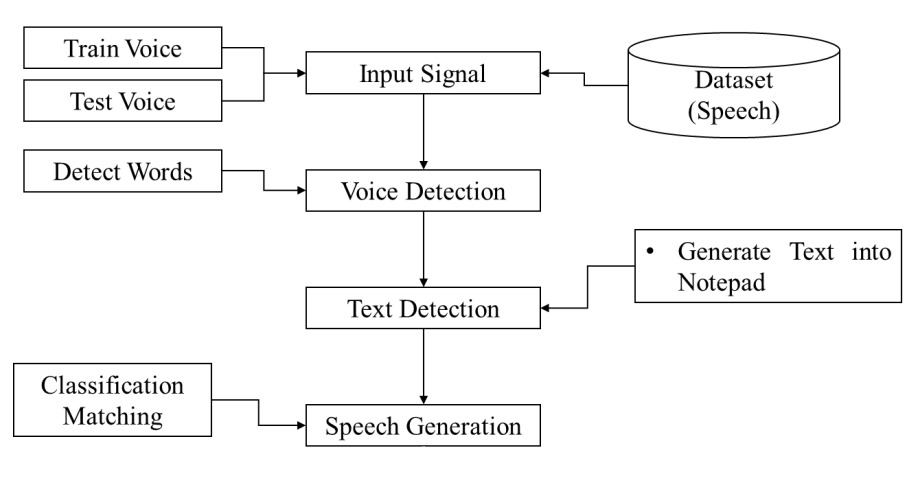 Train Voice
Test Voice
Input Signal
Dataset
(Speech)
Detect Words
Voice Detection
• Generate Text into
Notepad
Text Detection
Classification
Matching
Speech Generation